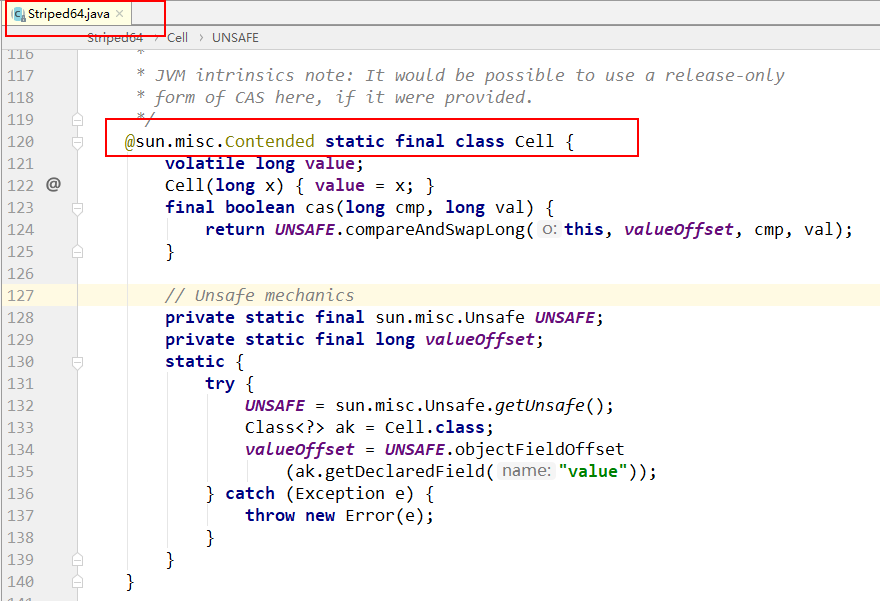 Striped64.java ×
Striped64 › Cell › UNSAFE
116 *
117 * JVM intrinsics note: It would be possible to use a release-only
118 * form of CAS here, if it were provided.
119 */
120 @sun.misc.Contended static final class Cell {
121 volatile long value;
122 @ Cell(long x) { value = x; }
123 final boolean cas(long cmp, long val) {
124 return UNSAFE.compareAndSwapLong( o: this, valueOffset, cmp, val);
125 }
126
127 // Unsafe mechanics
128 private static final sun.misc.Unsafe UNSAFE;
129 private static final long valueOffset;
130 static {
131 try {
132 UNSAFE = sun.misc.Unsafe.getUnsafe();
133 Class<?> ak = Cell.class;
134 valueOffset = UNSAFE.objectFieldOffset
135 (ak.getDeclaredField( name: "value"));
136 } catch (Exception e) {
137 throw new Error(e);
138 }
139 }
140 }
141